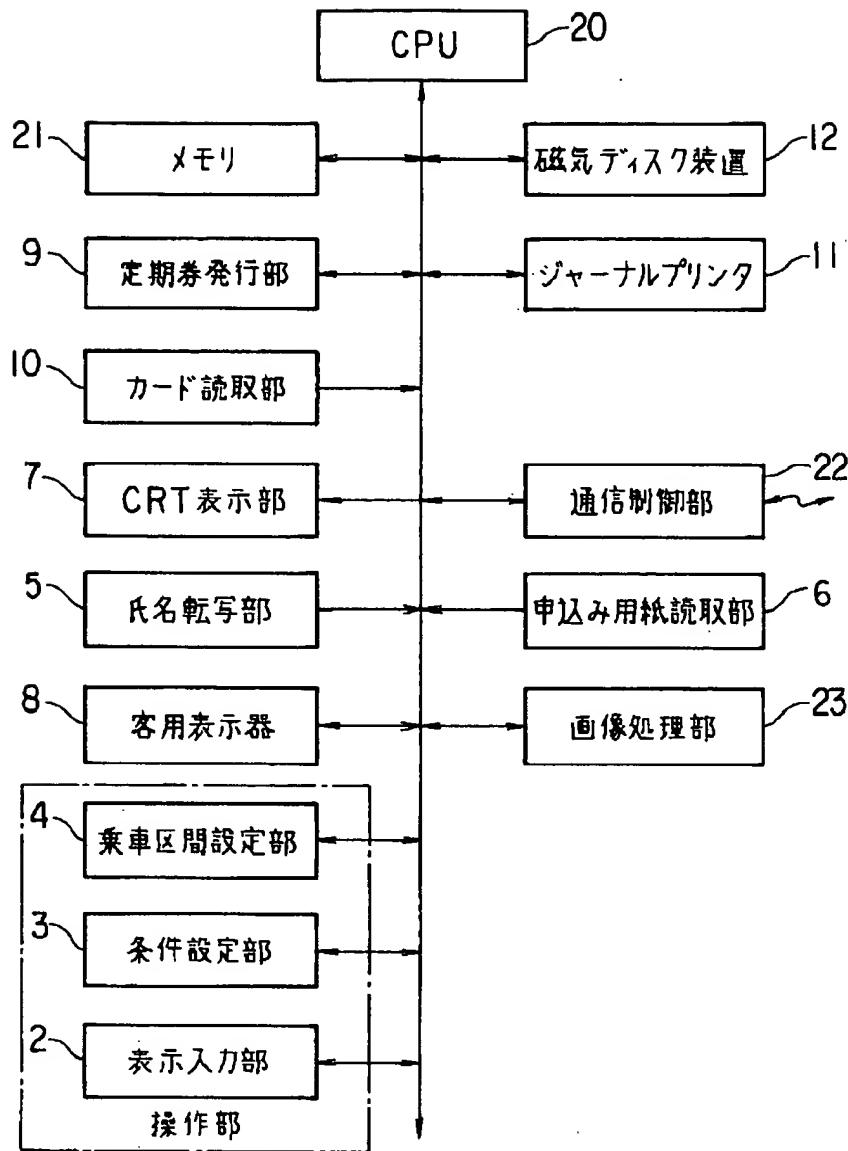 CPU 20
21 メモリ 磁気ディスク装置 12
9 定期券発行部 ジャーナルプリンタ 11
10 カード読取部
7 CRT表示部 通信制御部 22
5 氏名転写部 申込み用紙読取部 6
8 客用表示器 画像処理部 23
4 乗車区間設定部
3 条件設定部
2 表示入力部
操作部